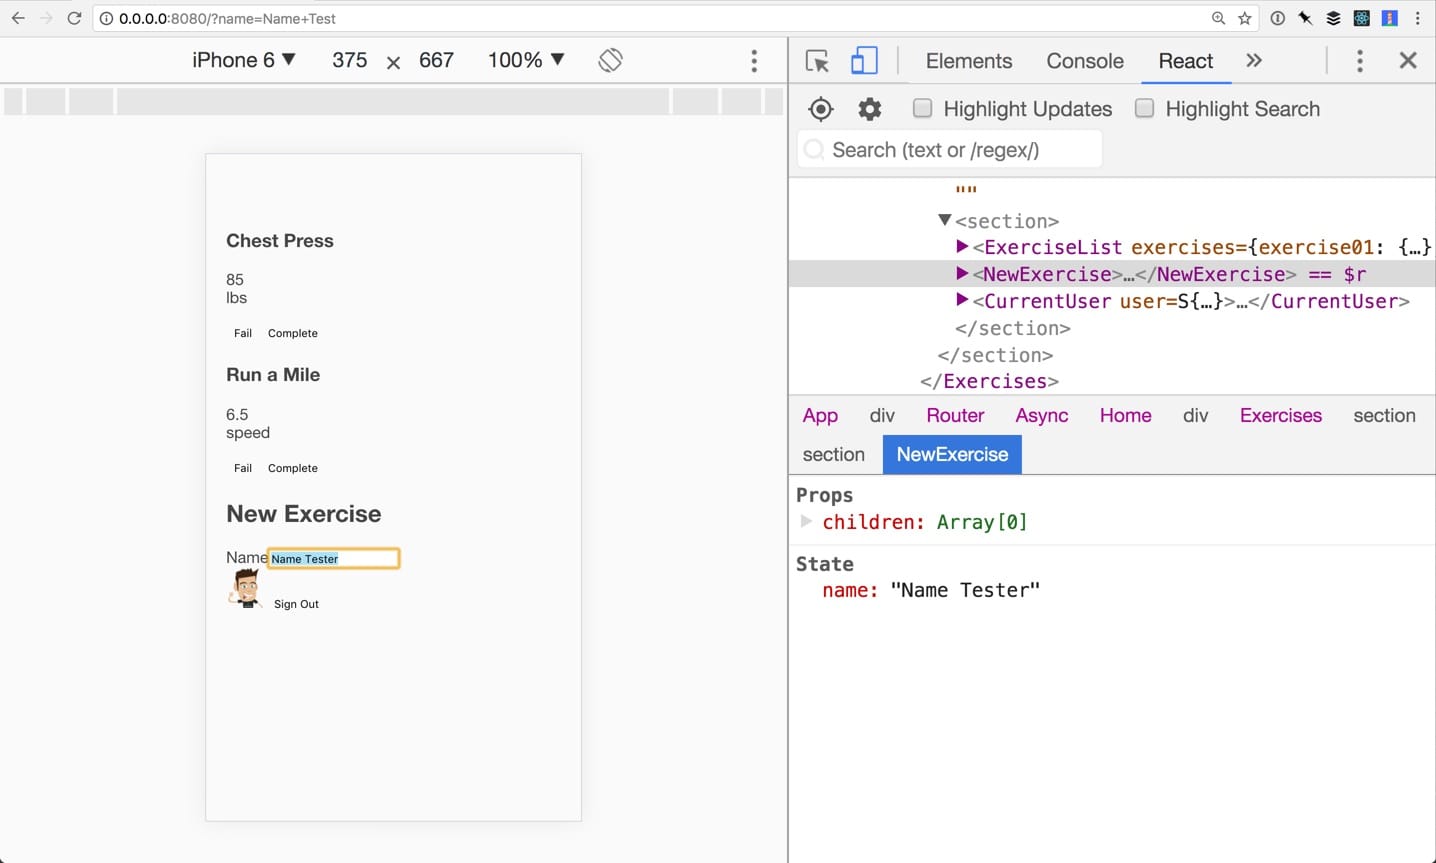 0.0.0.0:8080/?name=Name+Test
iPhone 6 ▼ 375 × 667 100% ▼
Elements Console React »
Highlight Updates Highlight Search
Search (text or /regex/)
Chest Press
85
lbs
Fail Complete
Run a Mile
6.5
speed
Fail Complete
New Exercise
Name Name Tester
Sign Out
""
▼<section>
▶<ExerciseList exercises={exercise01: {…}
▶<NewExercise>…</NewExercise> == $r
▶<CurrentUser user=S{…}>…</CurrentUser>
</section>
</section>
</Exercises>
App div Router Async Home div Exercises section
section NewExercise
Props
▶ children: Array[0]
State
name: "Name Tester"